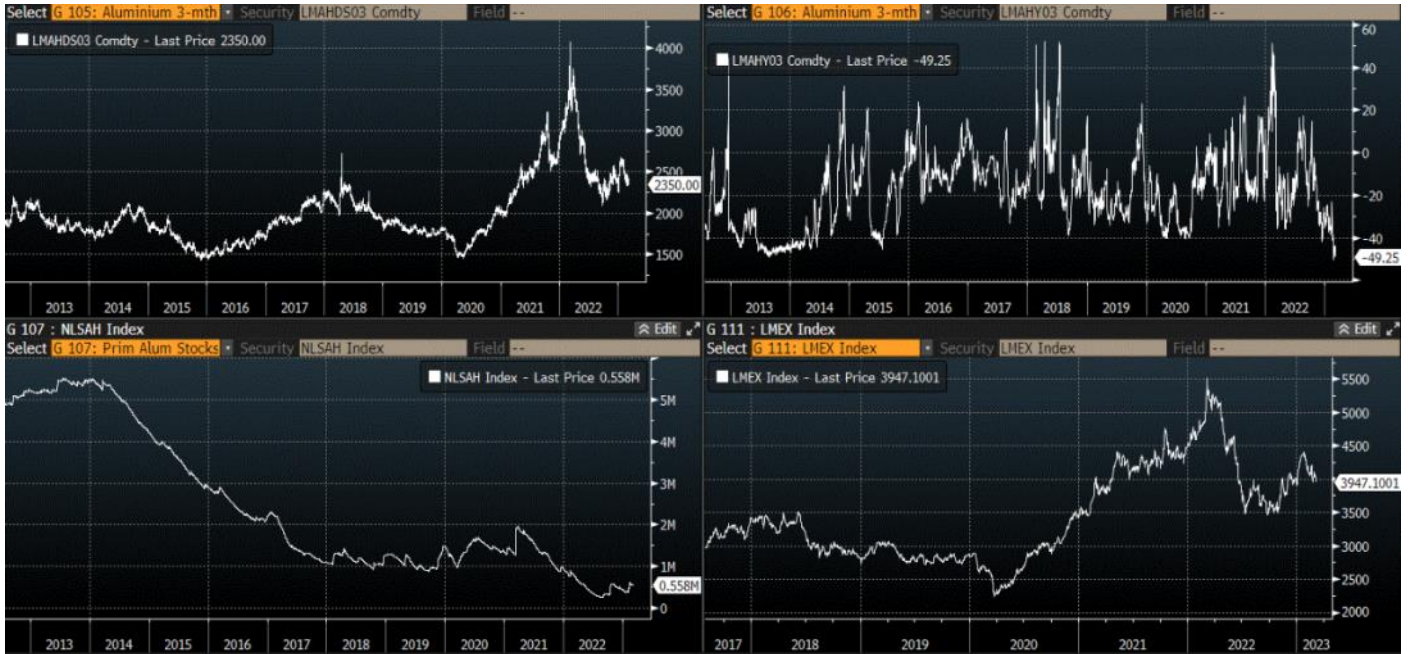 Select G 105: Aluminium 3-mth Security LMAHDS03 Comdty Field --
LMAHDS03 Comdty - Last Price 2350.00
4000
3500
3000
2500
2350.00
2000
1500
2013 2014 2015 2016 2017 2018 2019 2020 2021 2022
Select G 106: Aluminium 3-mth Security LMAHY03 Comdty Field --
LMAHY03 Comdty - Last Price -49.25
60
40
20
0
-20
-40
-49.25
2013 2014 2015 2016 2017 2018 2019 2020 2021 2022
G 107 : NLSAH Index Edit
Select G 107: Prim Alum Stocks Security NLSAH Index Field --
NLSAH Index - Last Price 0.558M
5M
4M
3M
2M
1M
0.558M
0
2013 2014 2015 2016 2017 2018 2019 2020 2021 2022
G 111 : LMEX Index Edit
Select G 111: LMEX Index Security LMEX Index Field --
LMEX Index - Last Price 3947.1001
5500
5000
4500
3947.1001
3500
3000
2500
2000
2017 2018 2019 2020 2021 2022 2023